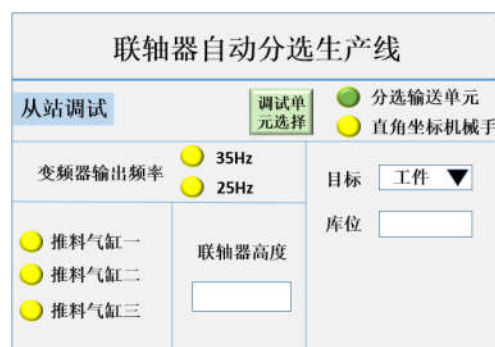 联轴器自动分选生产线
从站调试
调试单
元选择
分选输送单元
直角坐标机械手
变频器输出频率
35Hz
25Hz
目标 工件
库位
推料气缸一
推料气缸二
推料气缸三
联轴器高度